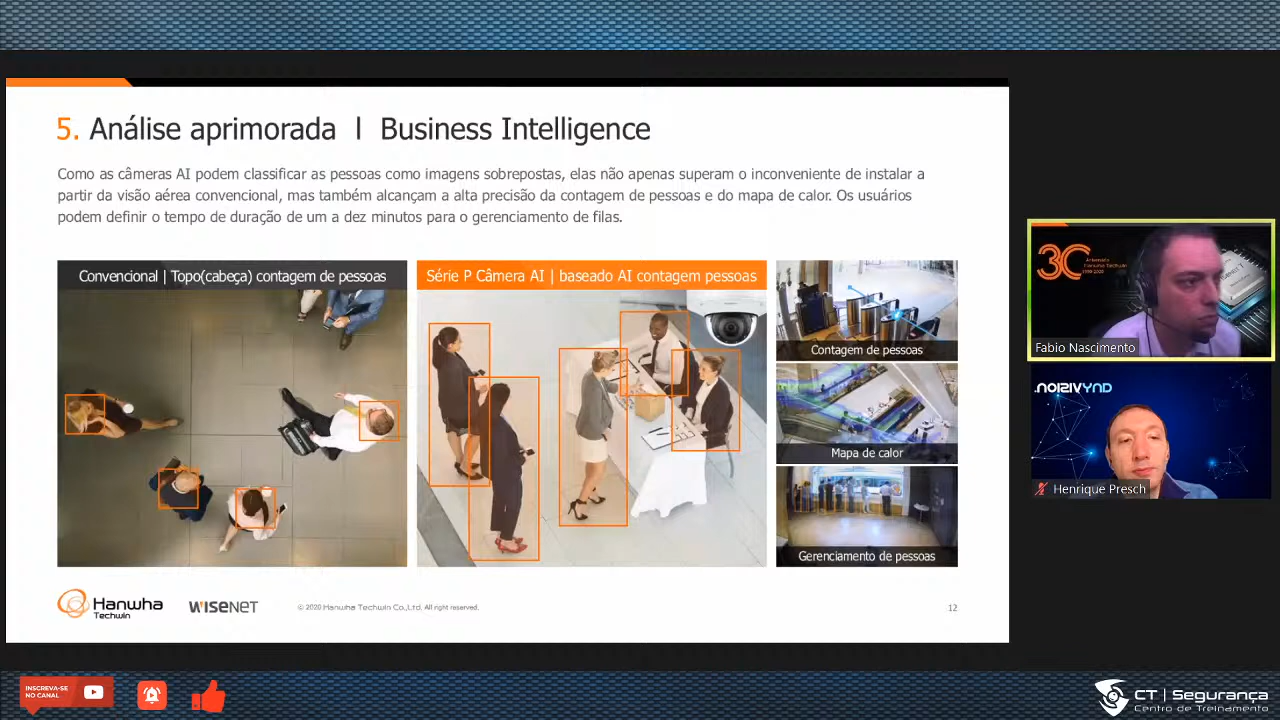 5. Análise aprimorada | Business Intelligence
Como as câmeras AI podem classificar as pessoas como imagens sobrepostas, elas não apenas superam o inconveniente de instalar a
partir da visão aérea convencional, mas também alcançam a alta precisão da contagem de pessoas e do mapa de calor. Os usuários
podem definir o tempo de duração de um a dez minutos para o gerenciamento de filas.
Convencional | Topo(cabeça) contagem de pessoas
Série P Câmera AI | baseado AI contagem pessoas
Contagem de pessoas
Mapa de calor
Gerenciamento de pessoas
Hanwha
Techwin
WISENET
© 2020 Hanwha Techwin Co.,Ltd. All right reserved.
12
30
Fabio Nascimento
DYNVISION.
Henrique Presch
INSCREVA-SE
NO CANAL
CT | Segurança
Centro de Treinamento